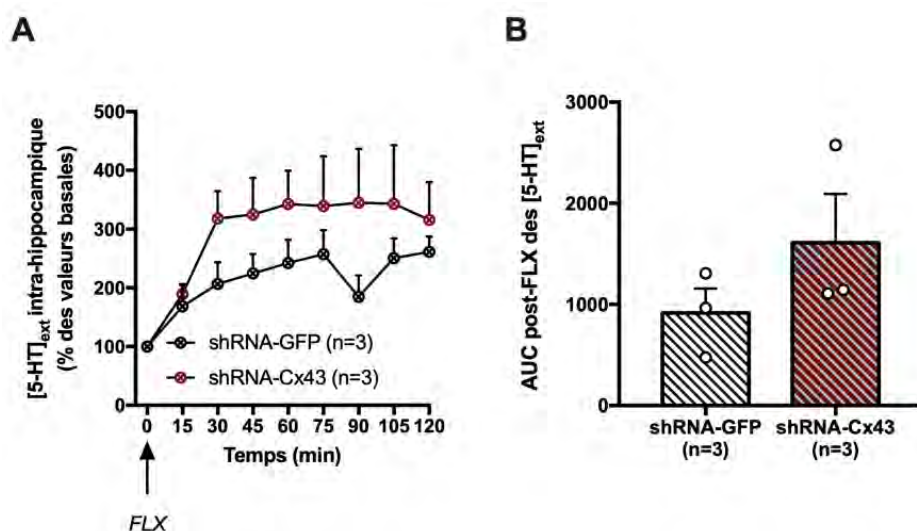 A
[5-HT]ext intra-hippocampique
(% des valeurs basales)
500
400
300
200
100
0
shRNA-GFP (n=3)
shRNA-Cx43 (n=3)
0 15 30 45 60 75 90 105 120
Temps (min)
FLX
B
AUC post-FLX des [5-HT]ext
3000
2000
1000
0
shRNA-GFP
(n=3)
shRNA-Cx43
(n=3)